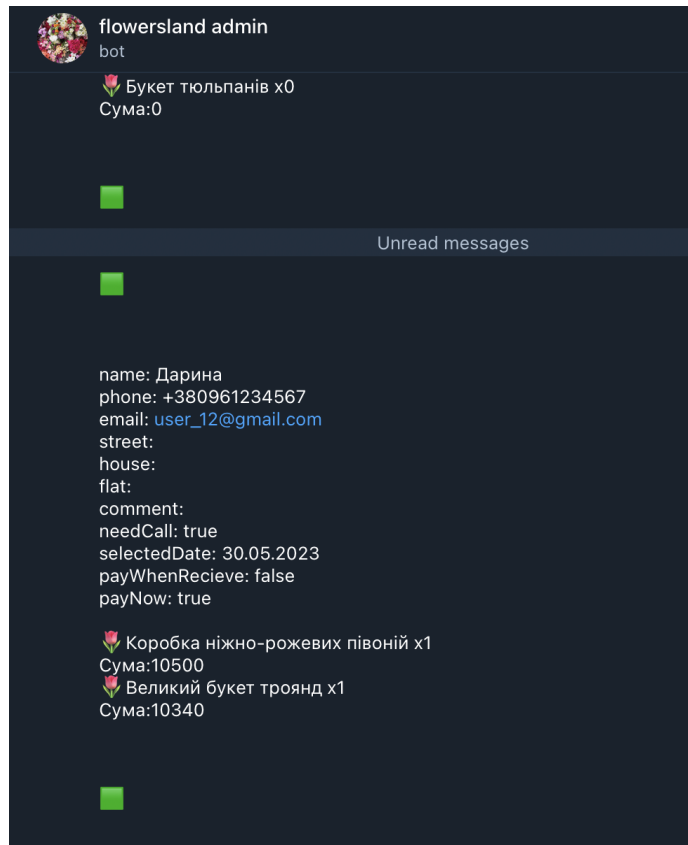 flowersland admin
bot
🌷Букет тюльпанів x0
Сума:0
Unread messages
name: Дарина
phone: +380961234567
email: user_12@gmail.com
street:
house:
flat:
comment:
needCall: true
selectedDate: 30.05.2023
payWhenRecieve: false
payNow: true
🌷Коробка ніжно-рожевих півоній x1
Сума:10500
🌷Великий букет троянд x1
Сума:10340